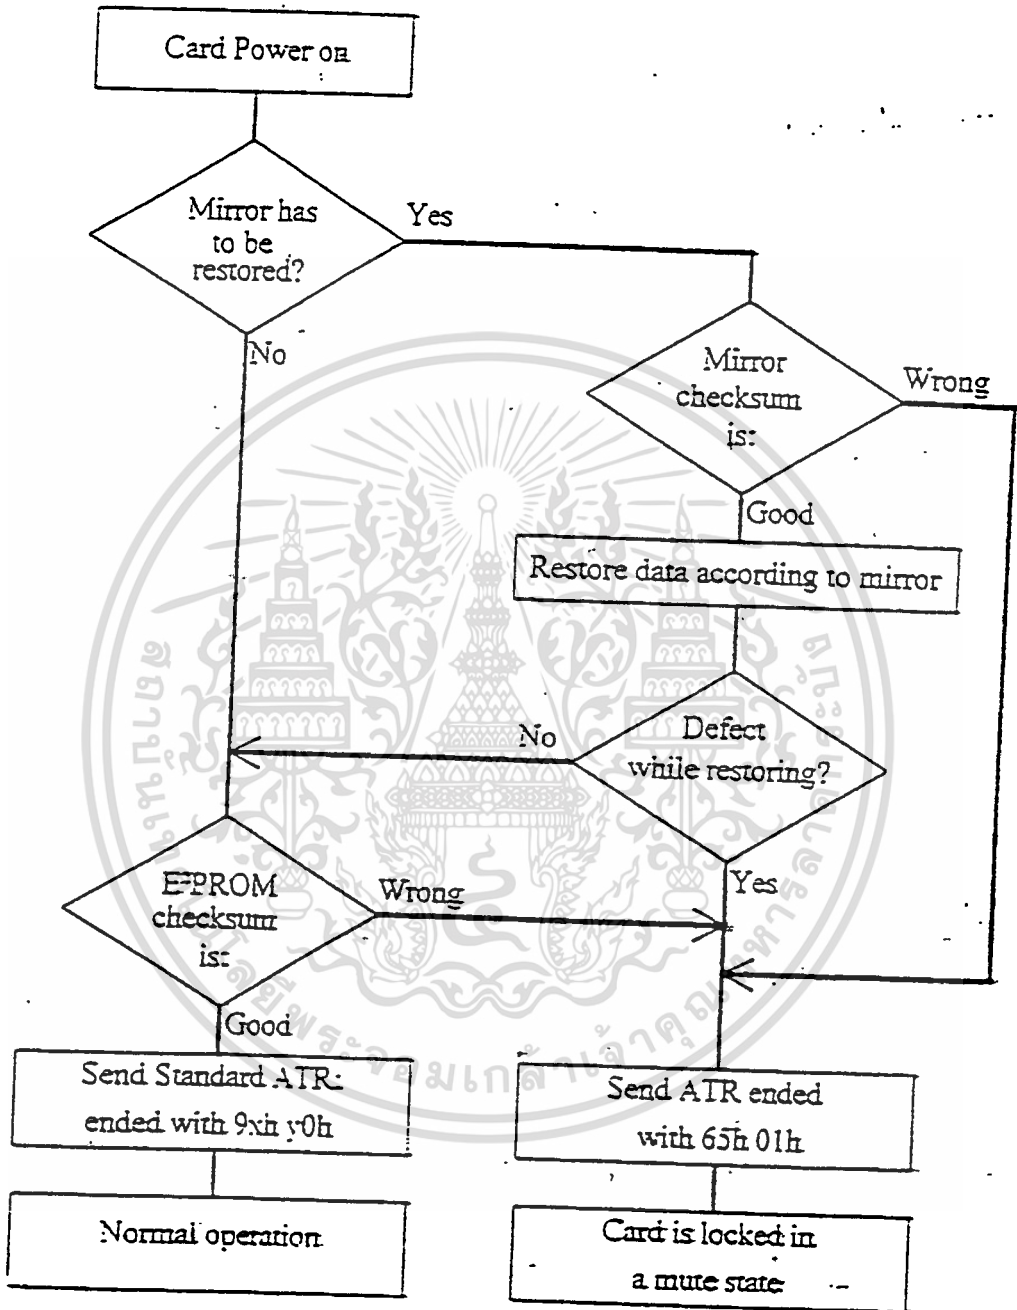 Card Power on
Mirror has
to be
restored?
Yes
No
Mirror
checksum
is:
Wrong
Good
Restore data according to mirror
Defect
while restoring?
No
Yes
checksum
is:
Wrong
Good
Send Standard ATR:
ended with 9xh y0h
Normal operation
Send ATR ended
with 65h 01h
Card is locked in
a mute state